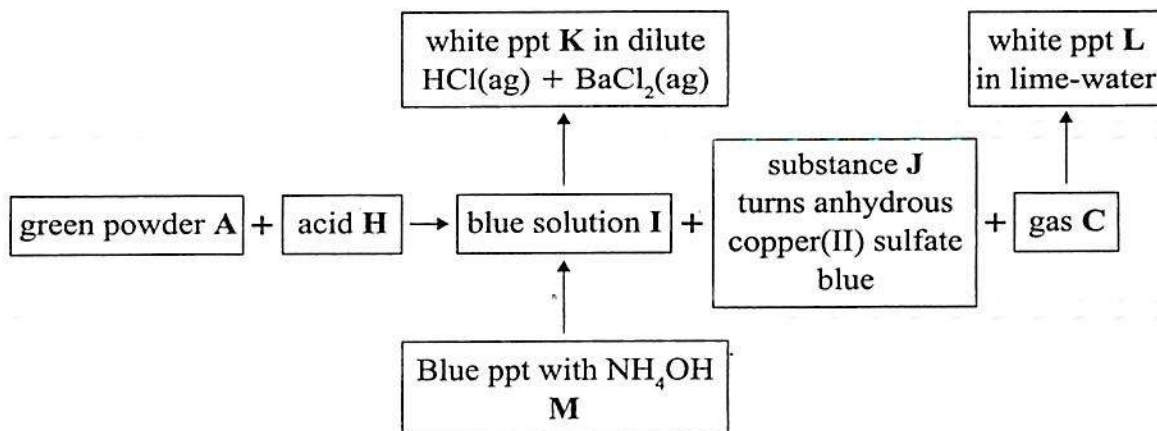 white ppt K in dilute
HCl(ag) + BaCl₂(ag)
white ppt L
in lime-water
green powder A + acid H → blue solution I + substance J
turns anhydrous
copper(II) sulfate
blue + gas C
Blue ppt with NH₄OH
M